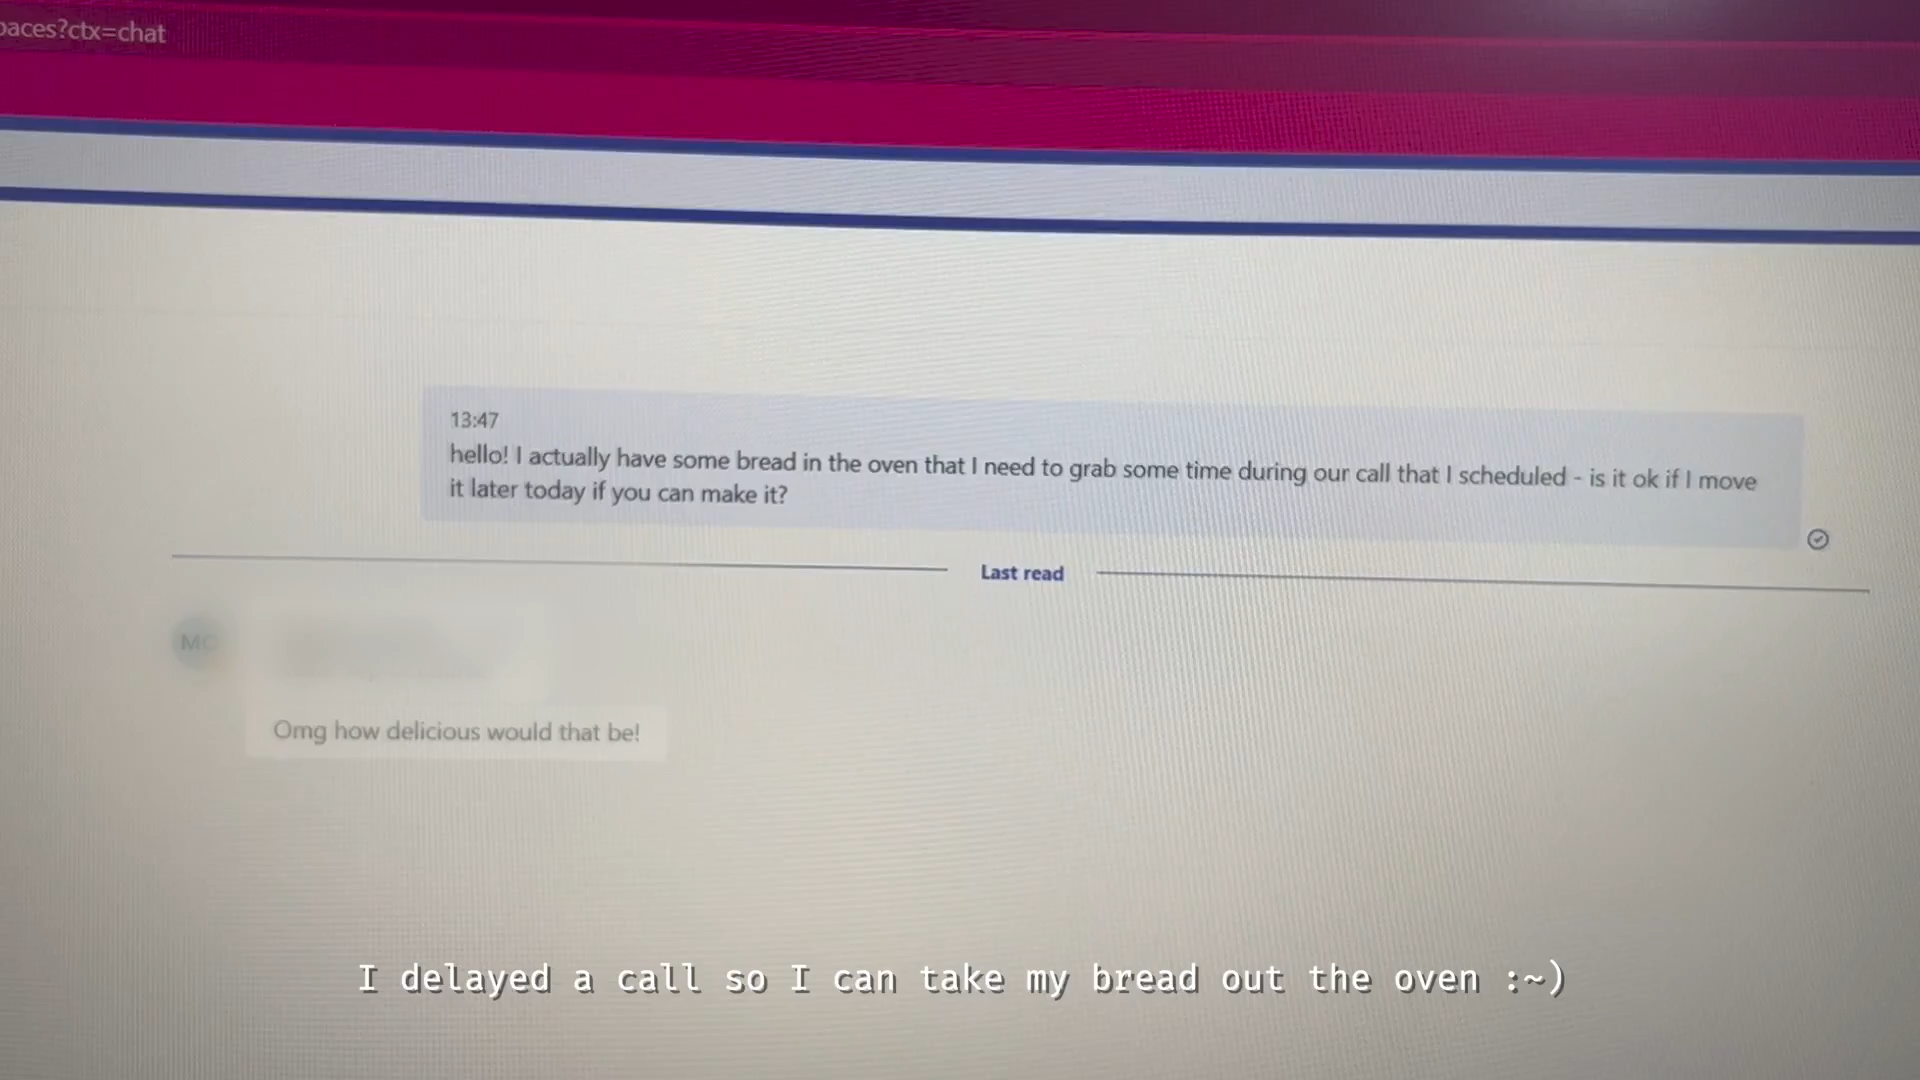 paces?ctx=chat
13:47
hello! I actually have some bread in the oven that I need to grab some time during our call that I scheduled - is it ok if I move
it later today if you can make it?
Last read
Omg how delicious would that be!
I delayed a call so I can take my bread out the oven :~)